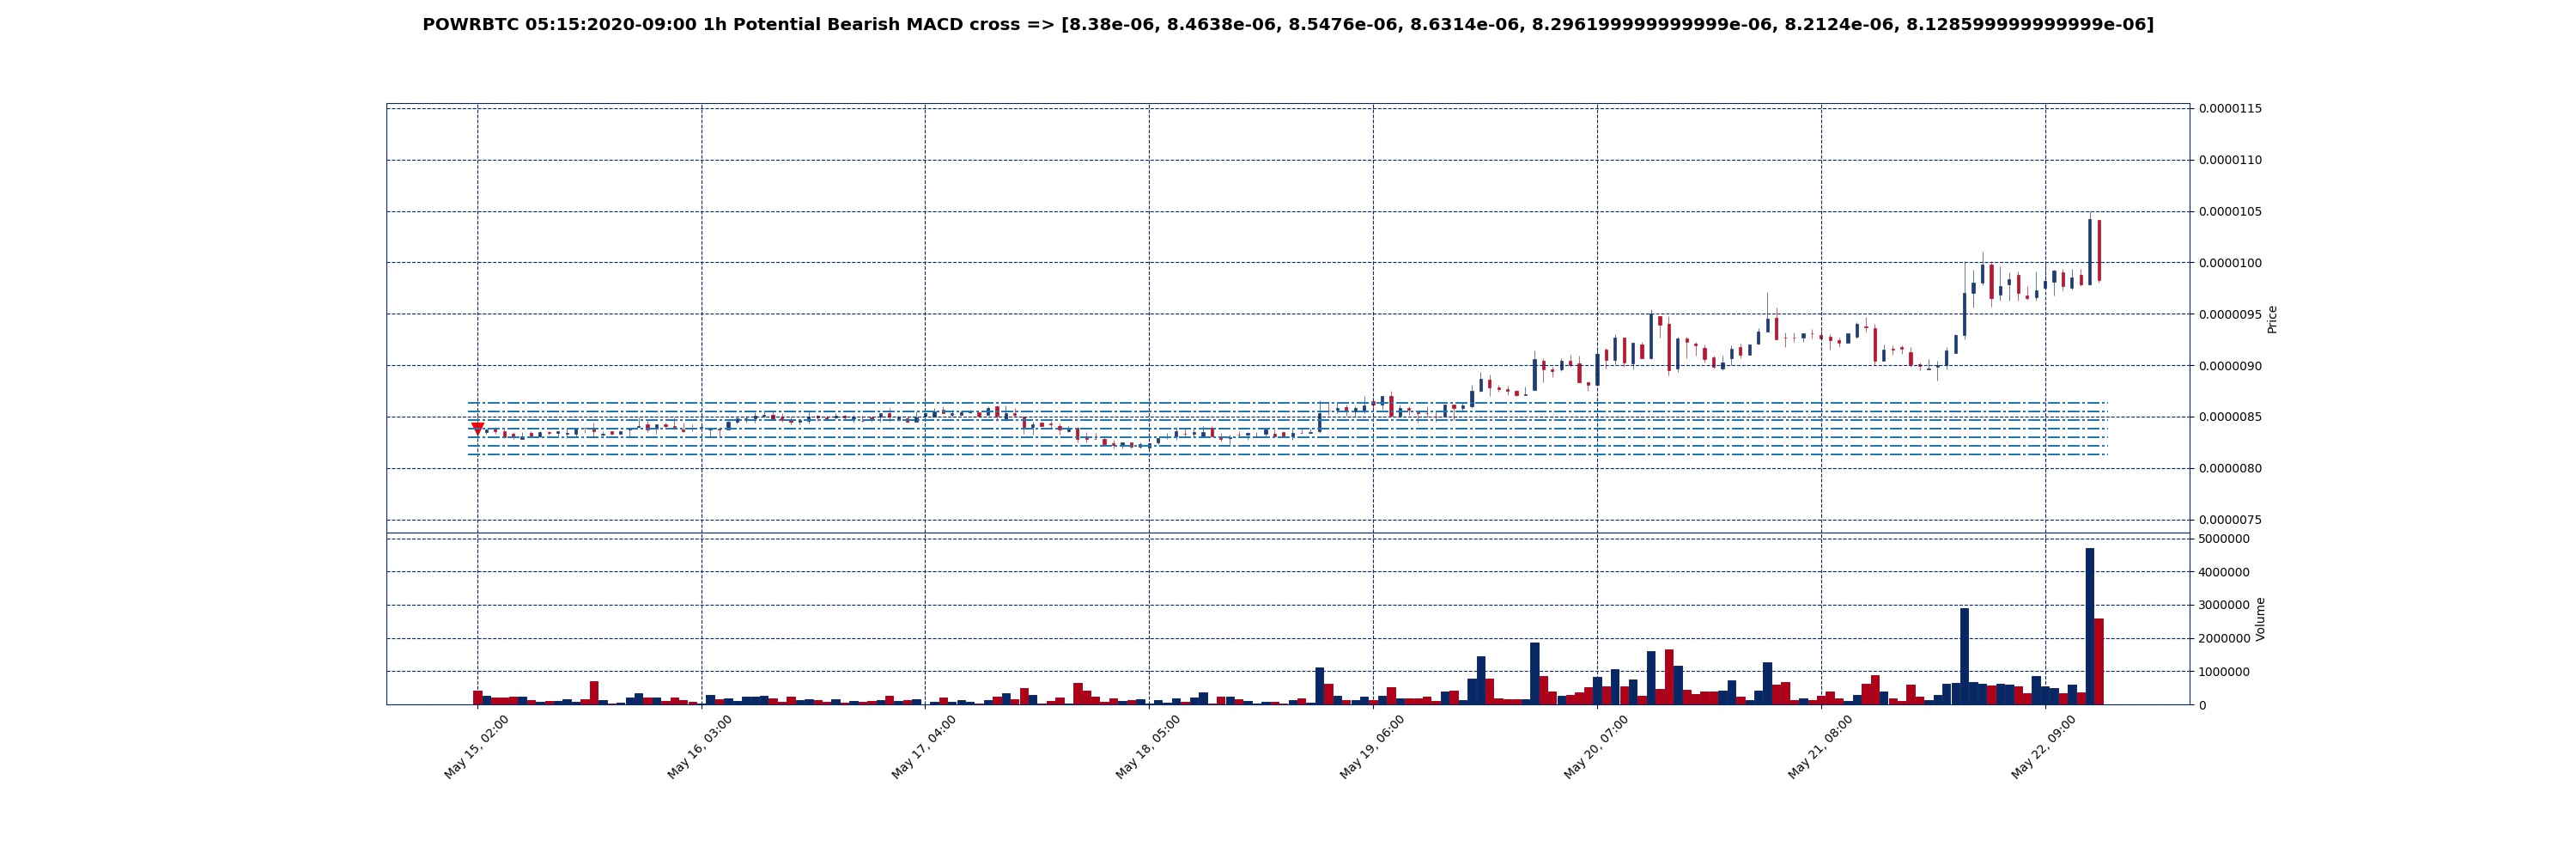 POWRBTC 05:15:2020-09:00 1h Potential Bearish MACD cross => [8.38e-06, 8.4638e-06, 8.5476e-06, 8.6314e-06, 8.296199999999999e-06, 8.2124e-06, 8.128599999999999e-06]
0.0000115
0.0000110
0.0000105
0.0000100
0.0000095
0.0000090
0.0000085
0.0000080
0.0000075
Price
5000000
4000000
3000000
2000000
1000000
0
Volume
May 15, 02:00
May 16, 03:00
May 17, 04:00
May 18, 05:00
May 19, 06:00
May 20, 07:00
May 21, 08:00
May 22, 09:00